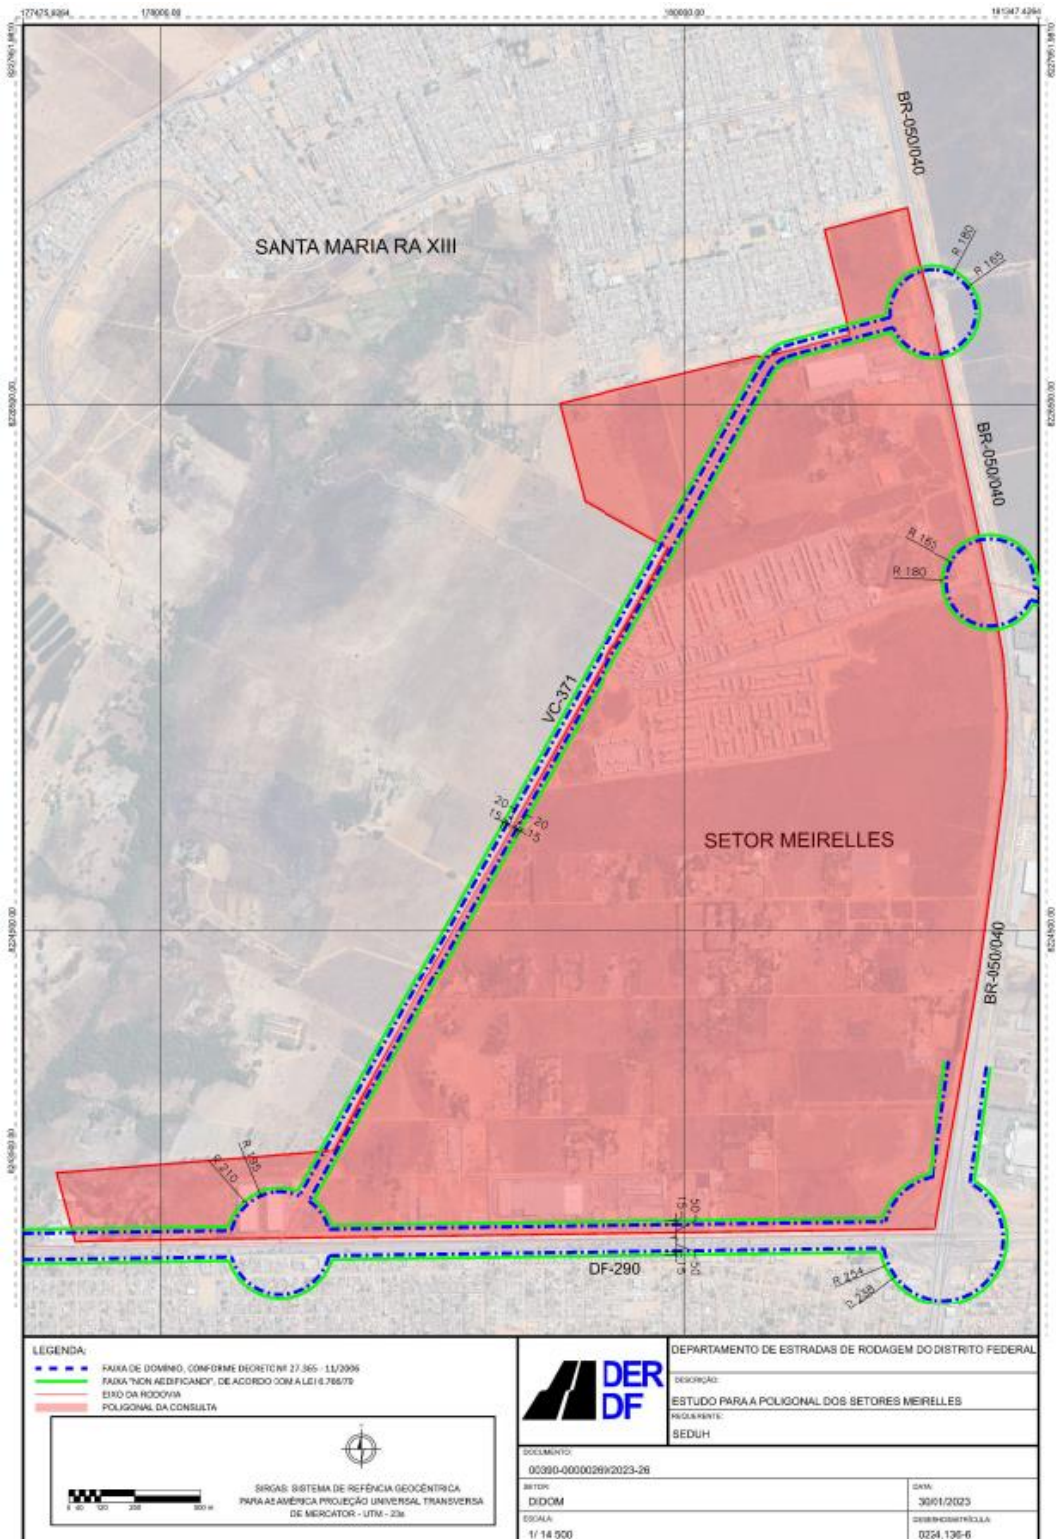 178000.00
180000.00
181347.4264
BR-050/040
SANTA MARIA RA XIII
R 180
R 165
BR-050/040
R 165
R 180
VC-371
20
15
20
15
SETOR MEIRELLES
8224500.00
BR-050/040
R 195
R 210
15
50
15
50
DF-290
R 254
R 238
LEGENDA:
FAIXA DE DOMÍNIO, CONFORME DECRETO Nº 27.365 - 11/2006
FAIXA "NON AEDIFICANDI", DE ACORDO COM A LEI 6.766/79
EIXO DA RODOVIA
POLIGONAL DA CONSULTA
SIRGAS: SISTEMA DE REFÊNCIA GEOCÊNTRICA
PARA AS AMÉRICA PROJEÇÃO UNIVERSAL TRANSVERSA
DE MERCATOR - UTM - 23s
DER
DF
DEPARTAMENTO DE ESTRADAS DE RODAGEM DO DISTRITO FEDERAL
DESCRIÇÃO:
ESTUDO PARA A POLIGONAL DOS SETORES MEIRELLES
REQUERENTE:
SEDUH
DOCUMENTO:
00390-00000269/2023-26
SETOR:
DIDOM
DATA:
30/01/2023
ESCALA:
1/ 14 500
0224.136-6